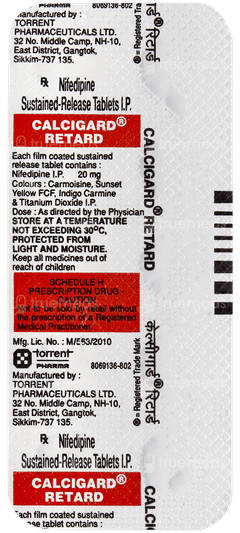 8069136-802
Manufactured by :
TORRENT
PHARMACEUTICALS LTD.
32 No. Middle Camp, NH-10,
East District, Gangtok,
Sikkim-737 135.
℞ Nifedipine
Sustained-Release Tablets I.P.
CALCIGARD®
RETARD
Each film coated sustained
release tablet contains :
Nifedipine I.P. 20 mg
Colours : Carmoisine, Sunset
Yellow FCF, Indigo Carmine
& Titanium Dioxide I.P.
Dose : As directed by the Physician
STORE AT A TEMPERATURE
NOT EXCEEDING 30°C,
PROTECTED FROM
LIGHT AND MOISTURE.
Keep all medicines out of
reach of children
SCHEDULE H
PRESCRIPTION DRUG -
CAUTION
Not to be sold by retail without
the prescription of a Registered
Medical Practitioner.
Mfg. Lic. No.: M/563/2010
torrent
PHARMA
8069136-802
Manufactured by :
TORRENT
PHARMACEUTICALS LTD.
32 No. Middle Camp, NH-10,
East District, Gangtok,
Sikkim-737 135.
℞ Nifedipine
Sustained-Release Tablets I.P.
CALCIGARD®
RETARD
Each film coated sustained
release tablet contains :
® = Registered Tra
रिटार्ड
CALCIGARD® RETARD
® = Registered Trade Mark
केल्सीगार्ड® रिटार्ड
CALCI